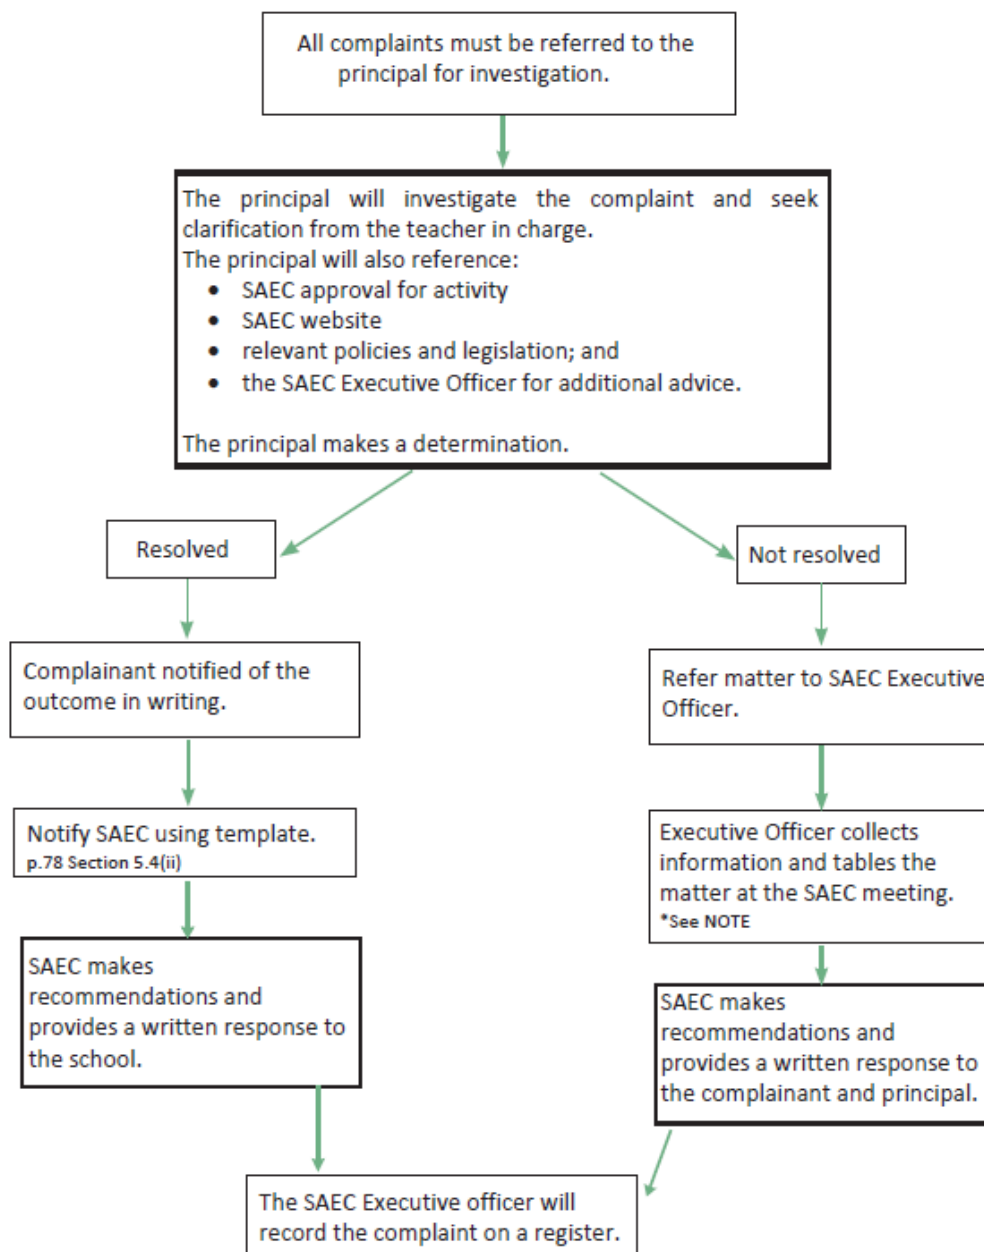 All complaints must be referred to the
principal for investigation.
The principal will investigate the complaint and seek
clarification from the teacher in charge.
The principal will also reference:
• SAEC approval for activity
• SAEC website
• relevant policies and legislation; and
• the SAEC Executive Officer for additional advice.
The principal makes a determination.
Resolved
Complainant notified of the
outcome in writing.
Notify SAEC using template.
p.78 Section 5.4(ii)
SAEC makes
recommendations and
provides a written response to
the school.
Not resolved
Refer matter to SAEC Executive
Officer.
Executive Officer collects
information and tables the
matter at the SAEC meeting.
*See NOTE
SAEC makes
recommendations and
provides a written response to
the complainant and principal.
The SAEC Executive officer will
record the complaint on a register.